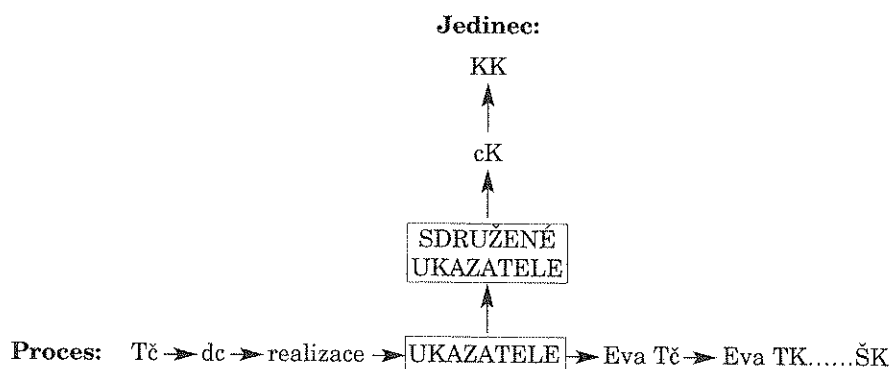 Jedinec:
KK
cK
SDRUŽENÉ
UKAZATELE
Proces: Tč dc realizace UKAZATELE Eva Tč Eva TK......ŠK